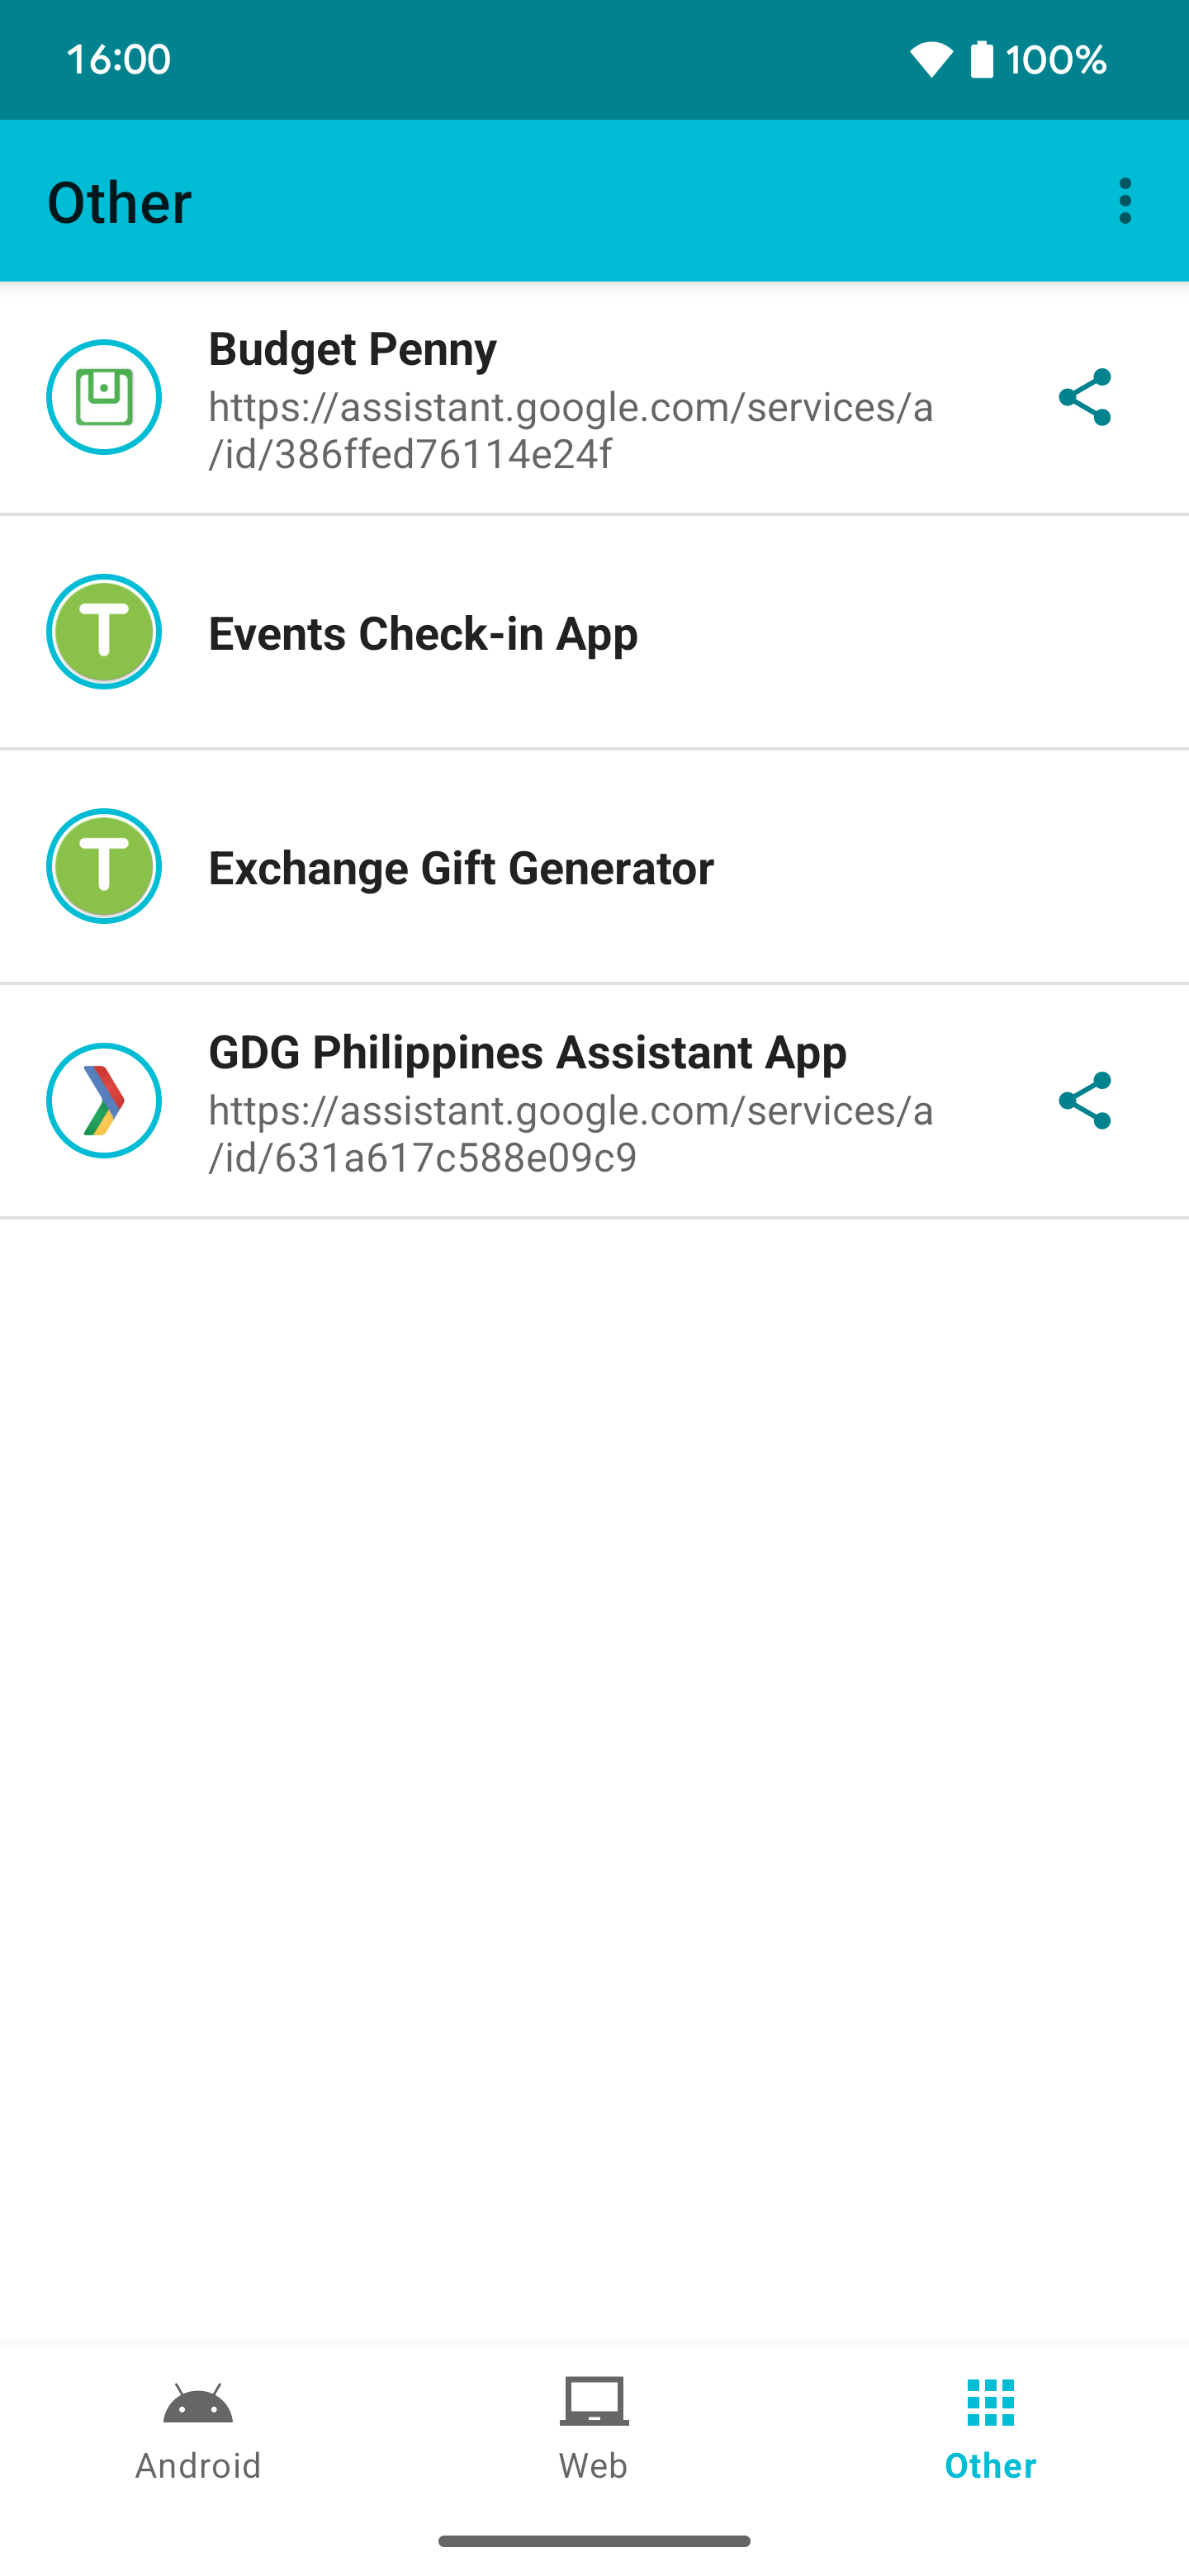 16:00
100%
Other
Budget Penny
https://assistant.google.com/services/a
/id/386ffed76114e24f
T
Events Check-in App
T
Exchange Gift Generator
GDG Philippines Assistant App
https://assistant.google.com/services/a
/id/631a617c588e09c9
Android
Web
Other